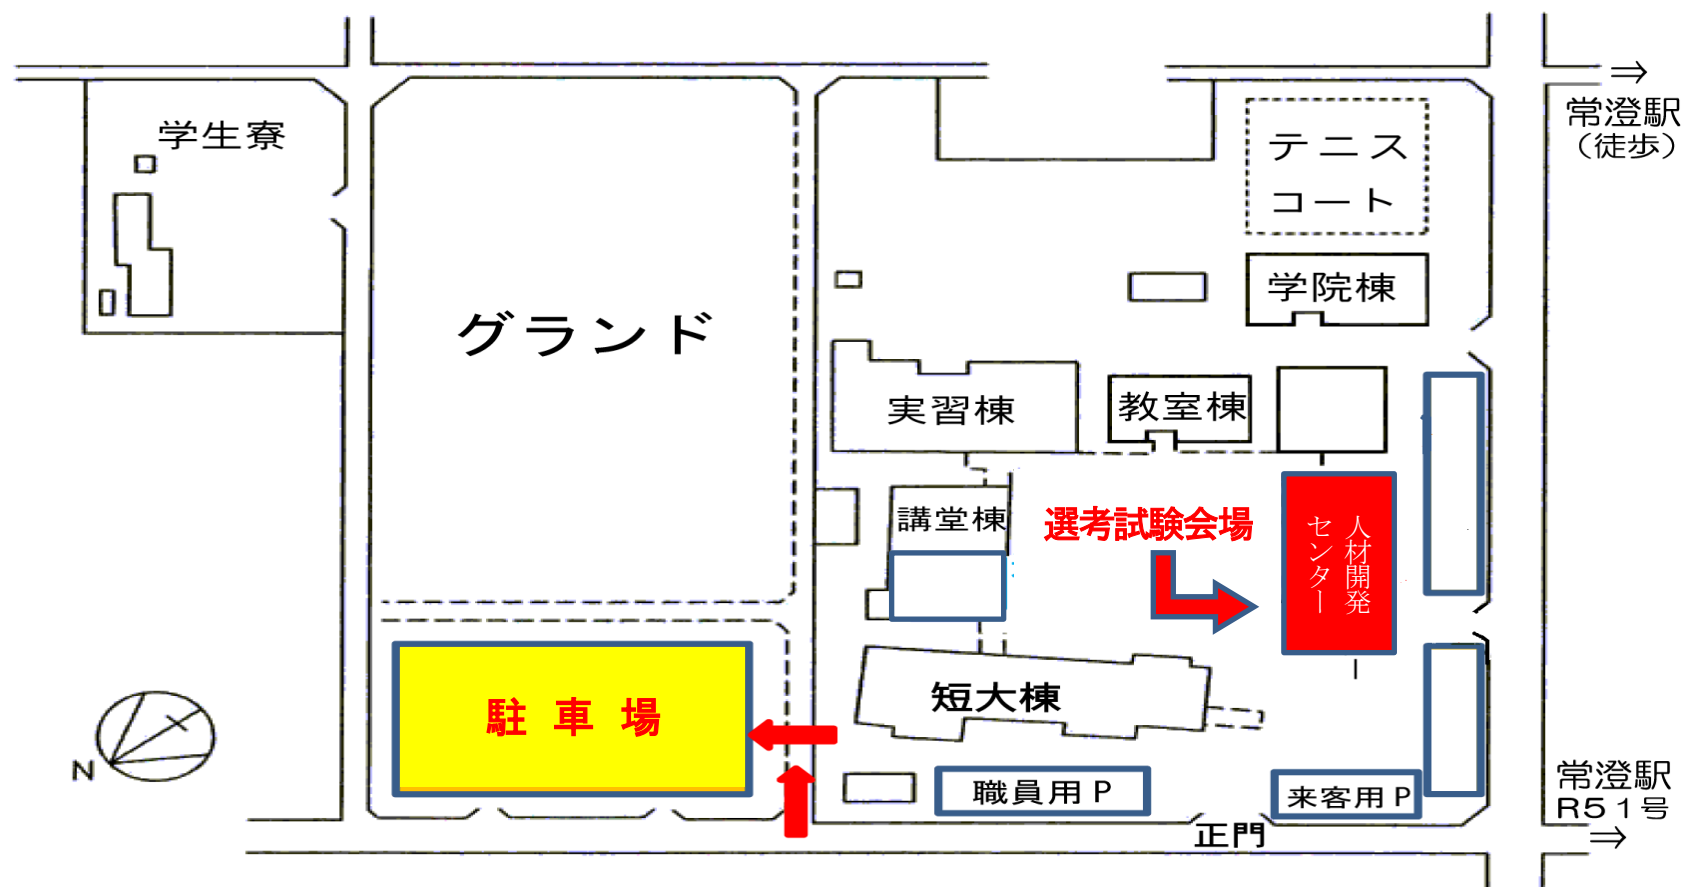 ⇒
常澄駅
（徒歩）
学生寮
テニス
コート
学院棟
グランド
実習棟
教室棟
講堂棟
選考試験会場
人材開発
センター
短大棟
駐車場
N
職員用P
来客用P
常澄駅
R51号
⇒
正門